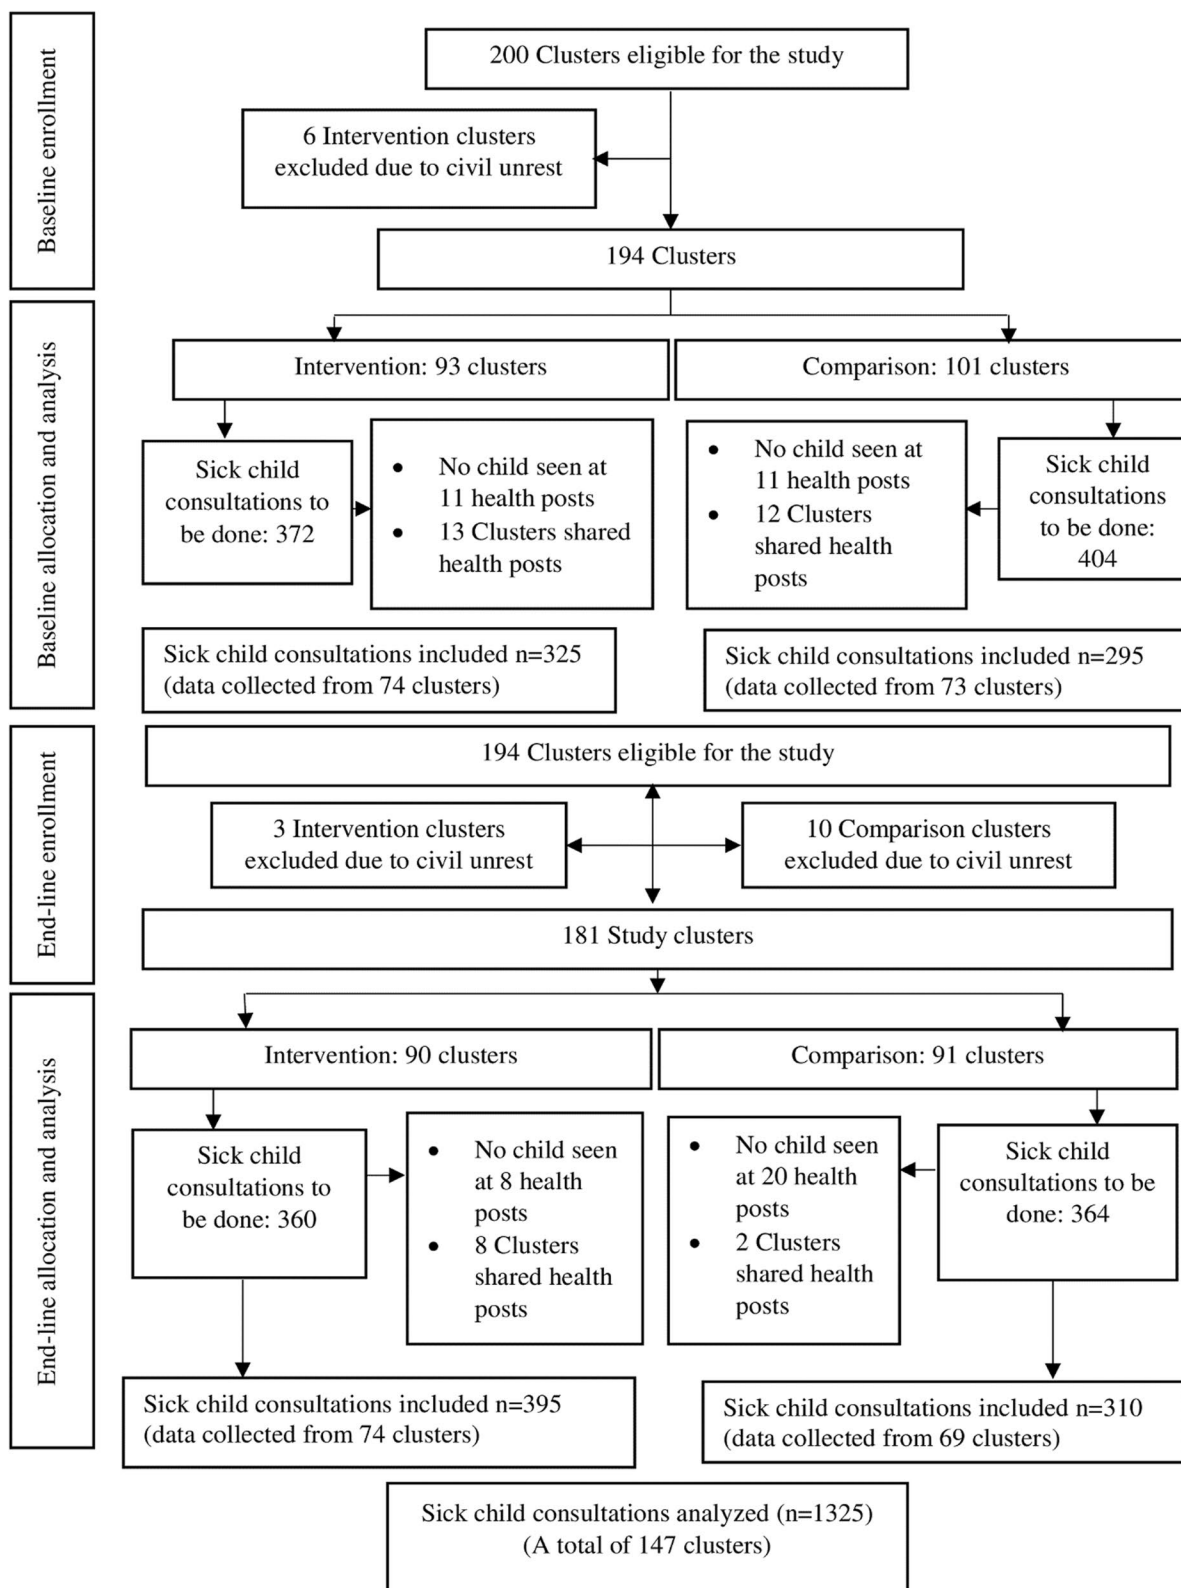 Baseline enrollment
200 Clusters eligible for the study
6 Intervention clusters
excluded due to civil unrest
194 Clusters
Baseline allocation and analysis
Intervention: 93 clusters
Comparison: 101 clusters
Sick child
consultations to
be done: 372
• No child seen at
11 health posts
• 13 Clusters shared
health posts
• No child seen at
11 health posts
• 12 Clusters
shared health
posts
Sick child
consultations
to be done:
404
Sick child consultations included n=325
(data collected from 74 clusters)
Sick child consultations included n=295
(data collected from 73 clusters)
End-line enrollment
194 Clusters eligible for the study
3 Intervention clusters
excluded due to civil unrest
10 Comparison clusters
excluded due to civil unrest
181 Study clusters
End-line allocation and analysis
Intervention: 90 clusters
Comparison: 91 clusters
Sick child
consultations to
be done: 360
• No child seen
at 8 health
posts
• 8 Clusters
shared health
posts
• No child seen
at 20 health
posts
• 2 Clusters
shared health
posts
Sick child
consultations to be
done: 364
Sick child consultations included n=395
(data collected from 74 clusters)
Sick child consultations included n=310
(data collected from 69 clusters)
Sick child consultations analyzed (n=1325)
(A total of 147 clusters)